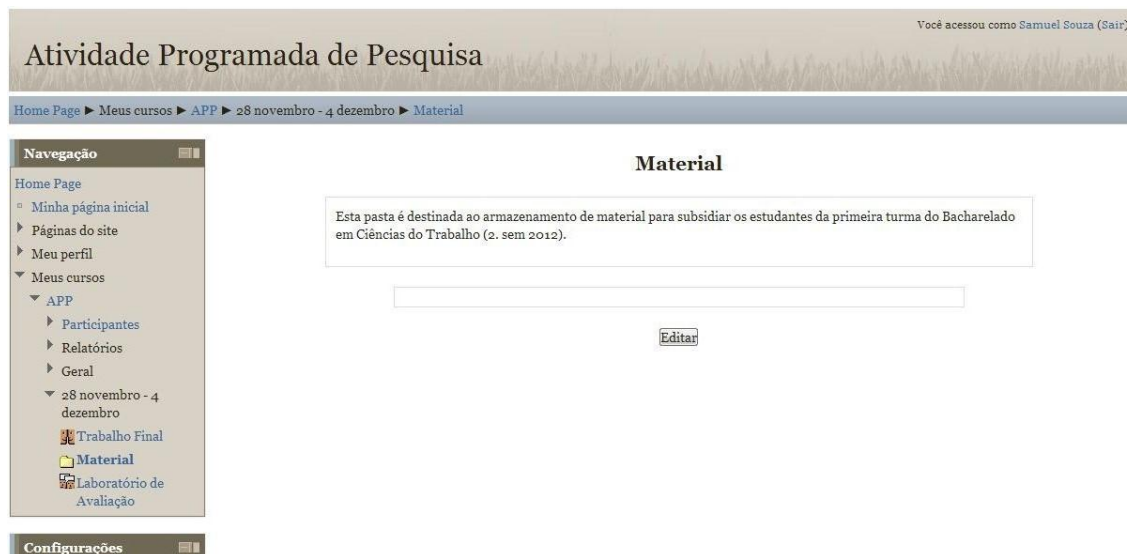 Você acessou como Samuel Souza (Sair)
Atividade Programada de Pesquisa
Home Page ► Meus cursos ► APP ► 28 novembro - 4 dezembro ► Material
Navegação
Home Page
Minha página inicial
Páginas do site
Meu perfil
Meus cursos
APP
Participantes
Relatórios
Geral
28 novembro - 4
dezembro
Trabalho Final
Material
Laboratório de
Avaliação
Configurações
Material
Esta pasta é destinada ao armazenamento de material para subsidiar os estudantes da primeira turma do Bacharelado
em Ciências do Trabalho (2. sem 2012).
Editar